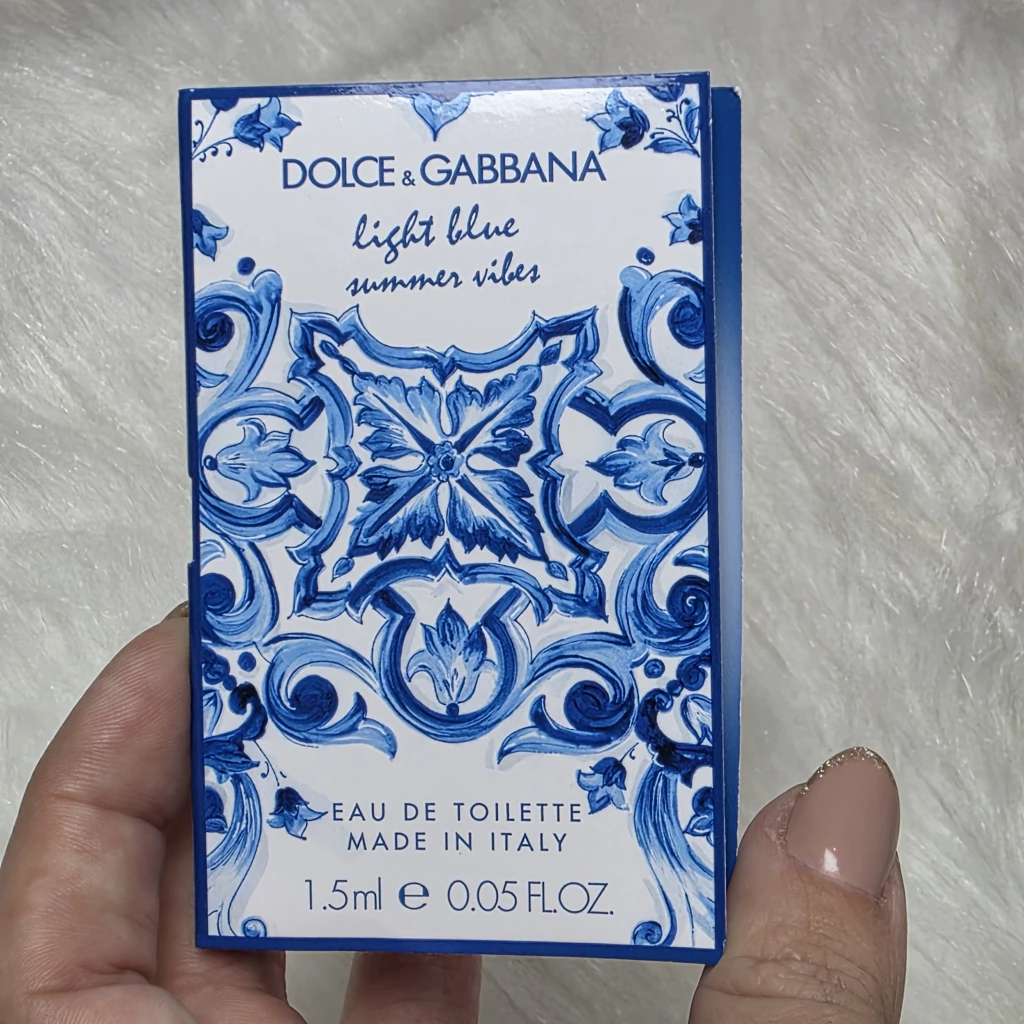 DOLCE & GABBANA
light blue
summer vibes
EAU DE TOILETTE
MADE IN ITALY
1.5ml ℮ 0.05 FL.OZ.